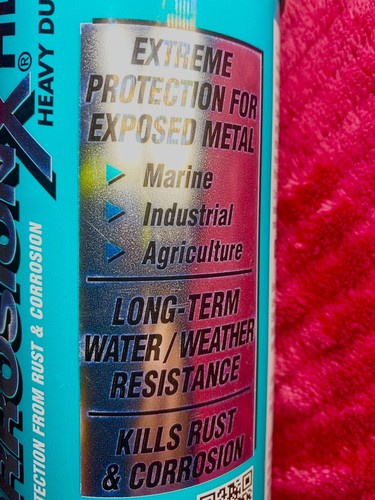 EXTREME
PROTECTION FOR
EXPOSED METAL
Marine
Industrial
Agriculture
LONG-TERM
WATER/WEATHER
RESISTANCE
KILLS RUST
& CORROSION
ROSION X®
HEAVY DU
TECTION FROM RUST & CORROSION